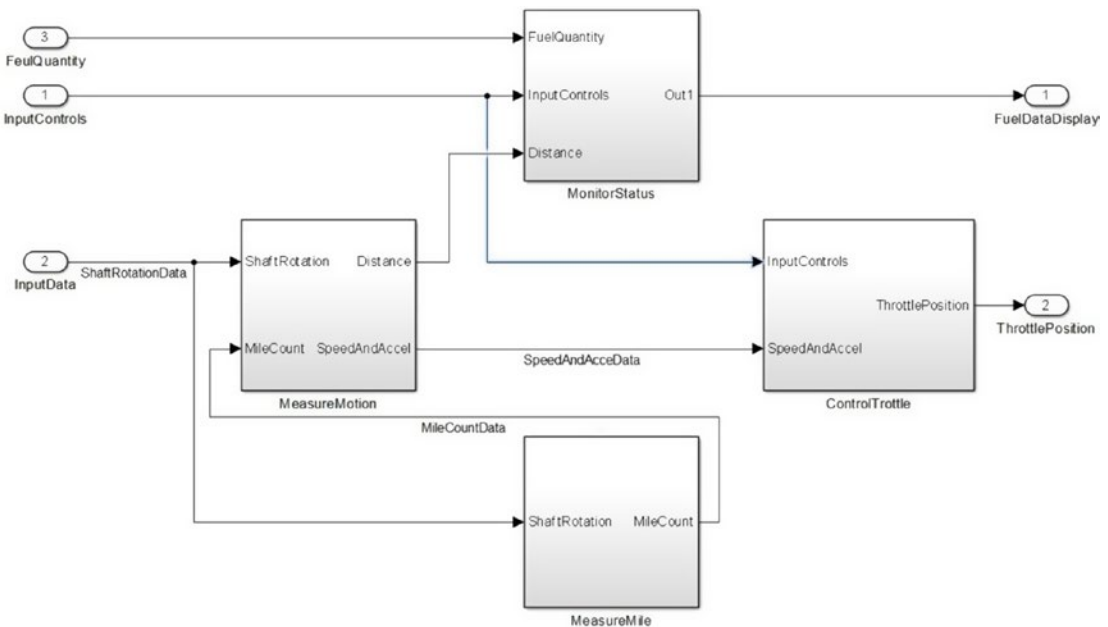 3
FeulQuantity
1
InputControls
FuelQuantity
InputControls
Out1
Distance
MonitorStatus
1
FuelDataDisplay
2
InputData
ShaftRotationData
ShaftRotation
Distance
MileCount
SpeedAndAccel
MeasureMotion
SpeedAndAcceData
InputControls
ThrottlePosition
SpeedAndAccel
ControlTrottle
2
ThrottlePosition
MileCountData
ShaftRotation
MileCount
MeasureMile